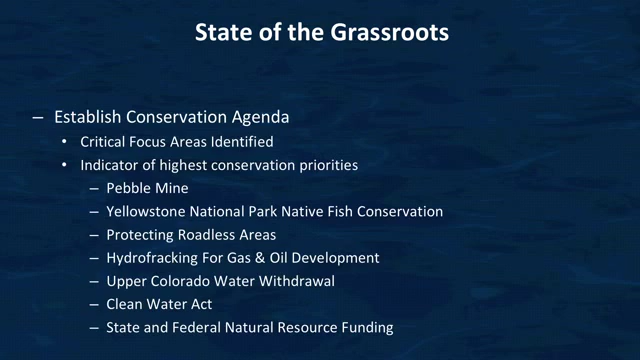 State of the Grassroots
– Establish Conservation Agenda
• Critical Focus Areas Identified
• Indicator of highest conservation priorities
– Pebble Mine
– Yellowstone National Park Native Fish Conservation
– Protecting Roadless Areas
– Hydrofracking For Gas & Oil Development
– Upper Colorado Water Withdrawal
– Clean Water Act
– State and Federal Natural Resource Funding